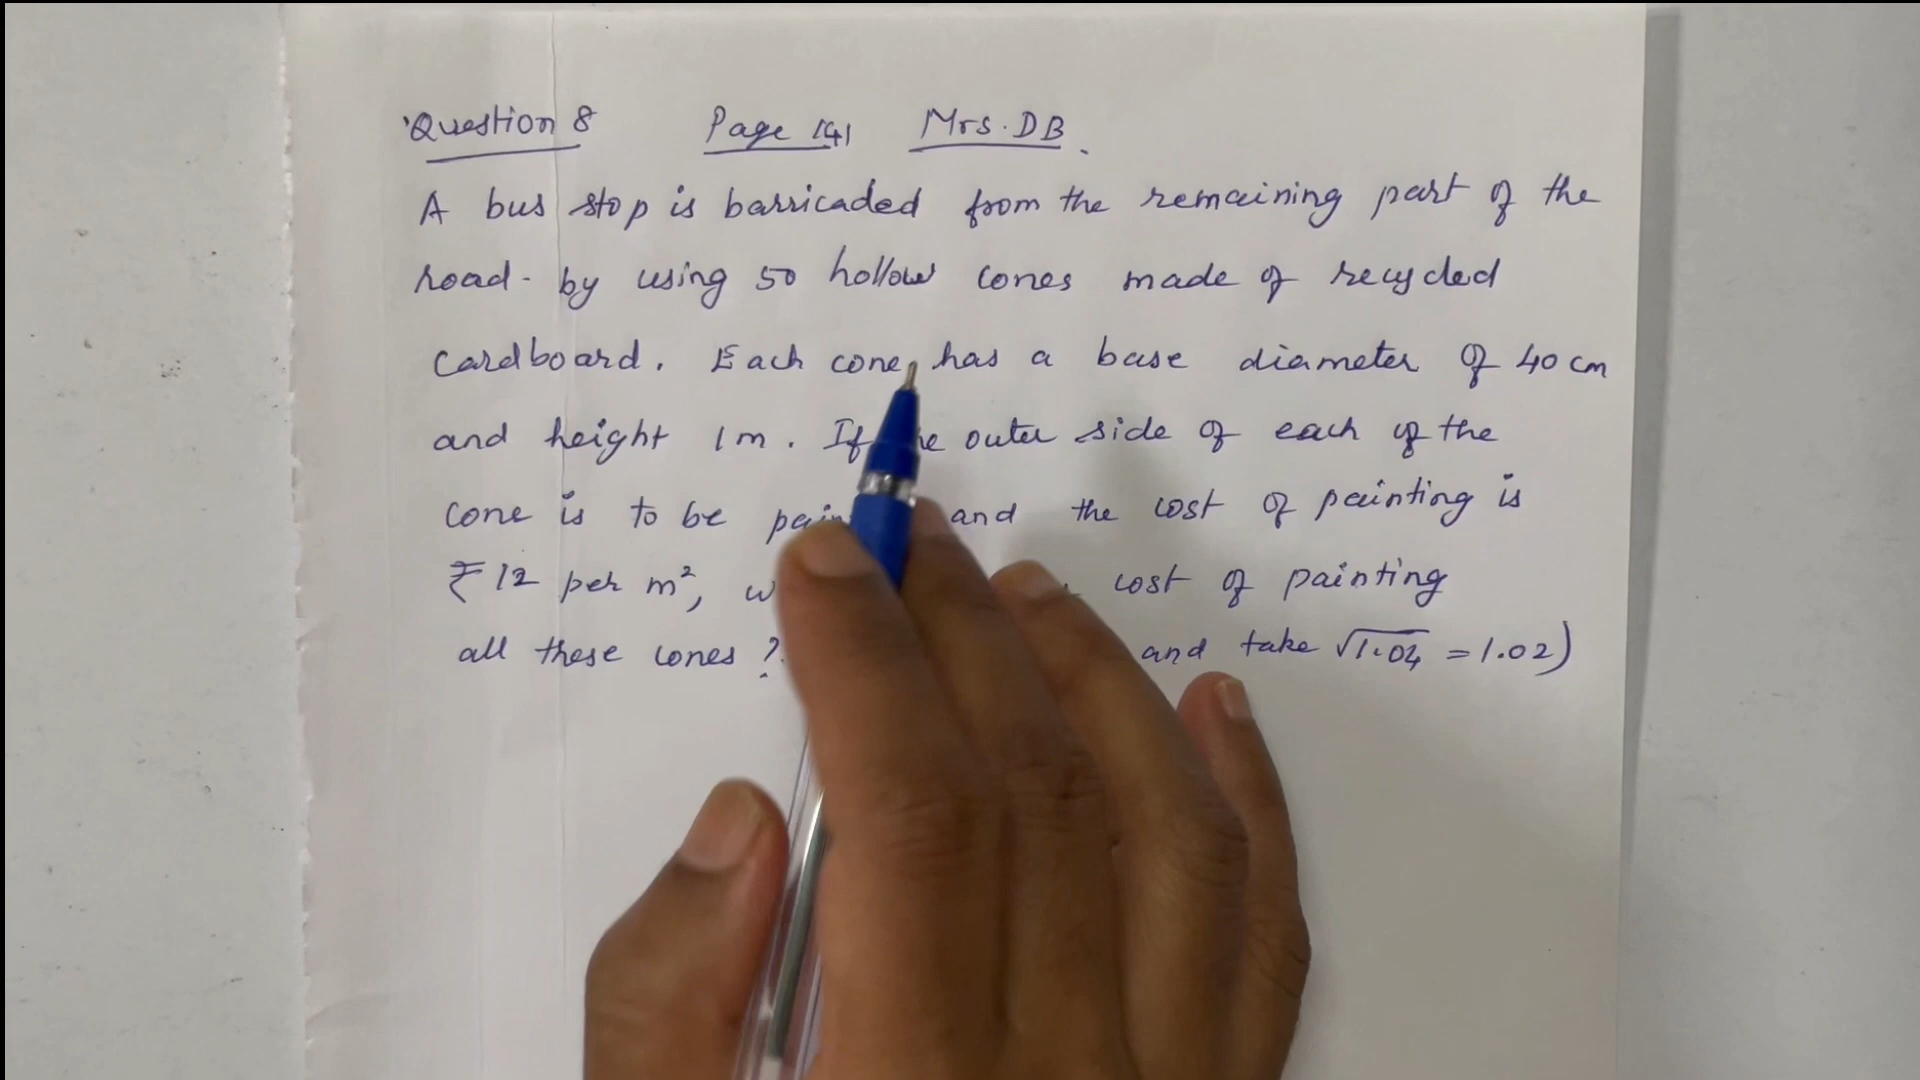 Question 8 Page 141 Mrs. DB.
A bus stop is barricaded from the remaining part of the
road. by using 50 hollow cones made of recycled
cardboard. Each cone has a base diameter of 40 cm
and height 1 m. If outer side of each of the
cone is to be and the cost of painting is
₹ 12 per m², cost of painting
all these cones ? and take √1.04 = 1.02)